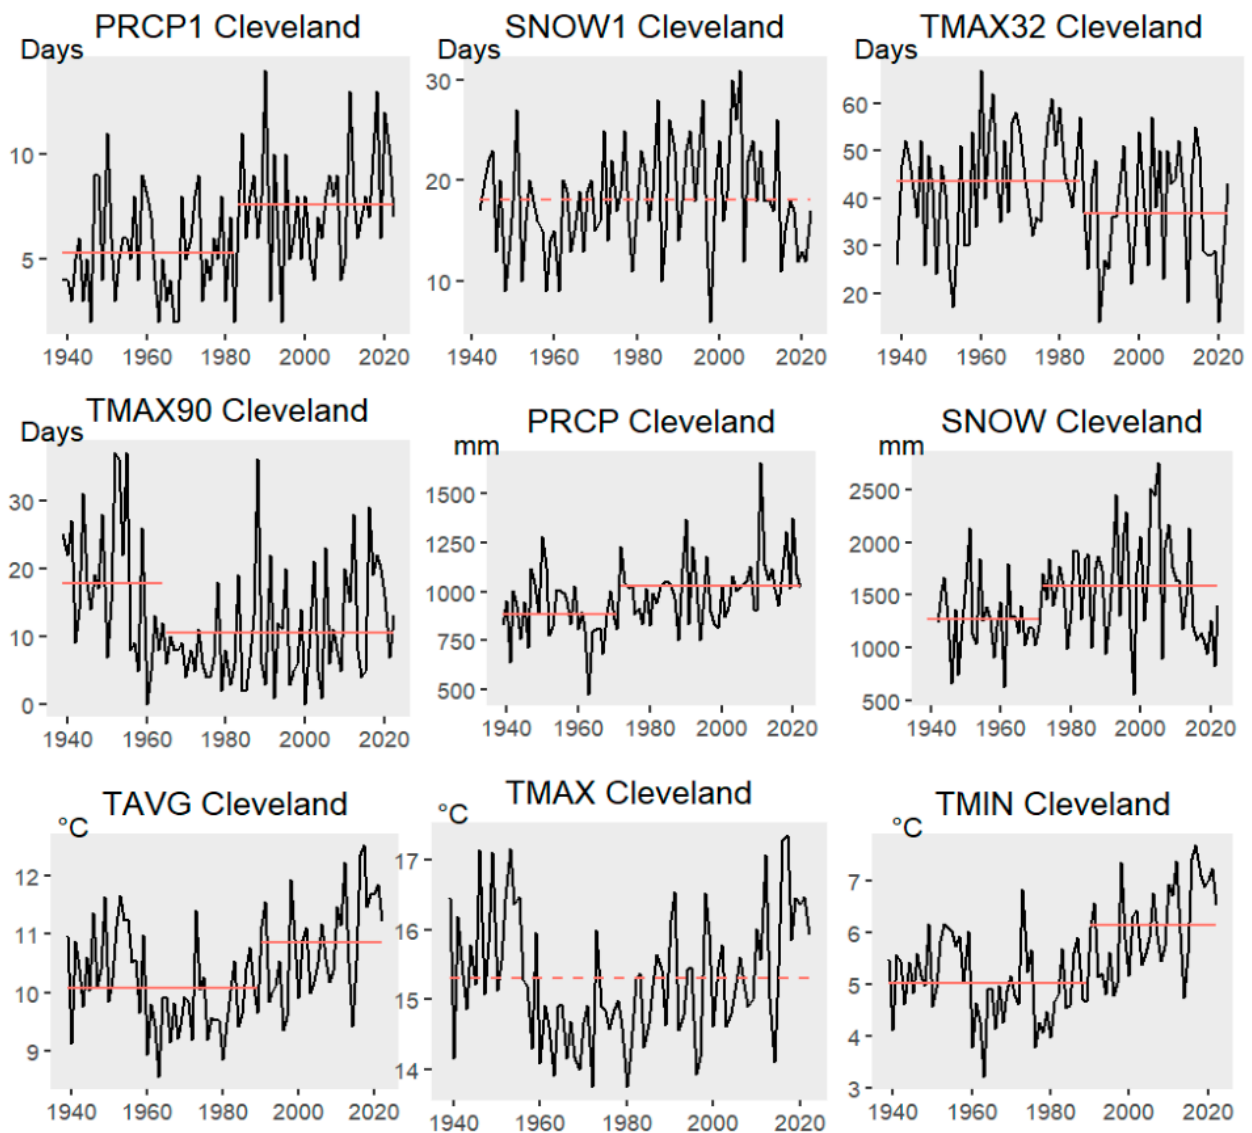 PRCP1 Cleveland
Days
10
5
1940 1960 1980 2000 2020
SNOW1 Cleveland
Days
30
20
10
1940 1960 1980 2000 2020
TMAX32 Cleveland
Days
60
50
40
30
20
1940 1960 1980 2000 2020
TMAX90 Cleveland
Days
30
20
10
0
1940 1960 1980 2000 2020
PRCP Cleveland
mm
1500
1250
1000
750
500
1940 1960 1980 2000 2020
SNOW Cleveland
mm
2500
2000
1500
1000
500
1940 1960 1980 2000 2020
TAVG Cleveland
°C
12
11
10
9
1940 1960 1980 2000 2020
TMAX Cleveland
°C
17
16
15
14
1940 1960 1980 2000 2020
TMIN Cleveland
°C
7
6
5
4
3
1940 1960 1980 2000 2020